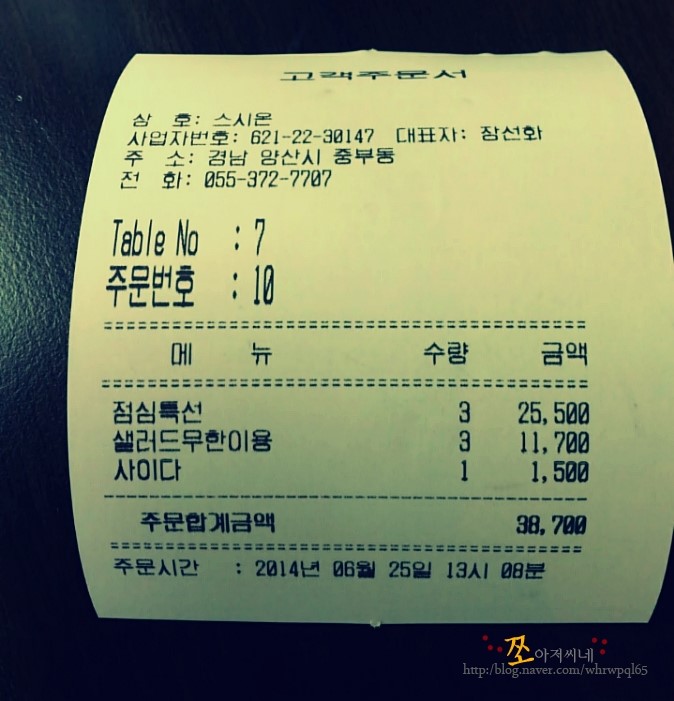 고객주문서
상 호: 스시온
사업자번호: 621-22-30147 대표자: 장선화
주 소: 경남 양산시 중부동
전 화: 055-372-7707
Table No : 7
주문번호 : 10
메 뉴 수량 금액
점심특선 3 25,500
샐러드무한이용 3 11,700
사이다 1 1,500
주문합계금액 38,700
주문시간 : 2014년 06월 25일 13시 08분
쪼아저씨네
http://blog.naver.com/whrwpql65